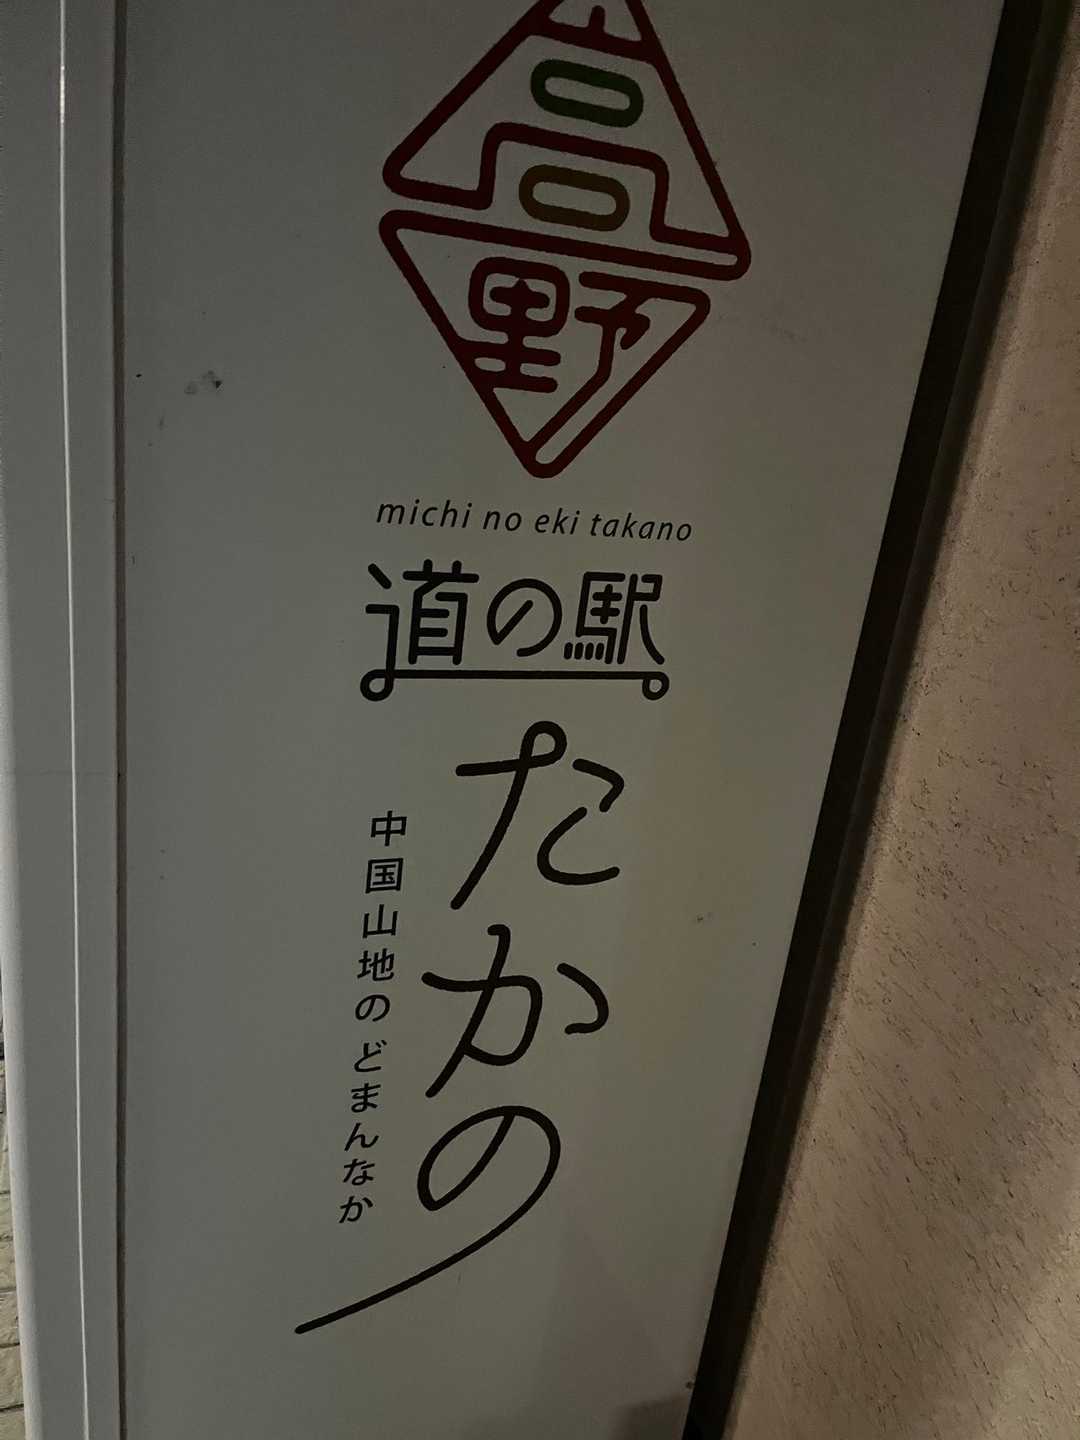 高野
michi no eki takano
道の駅
たかの
中国山地のどまんなか